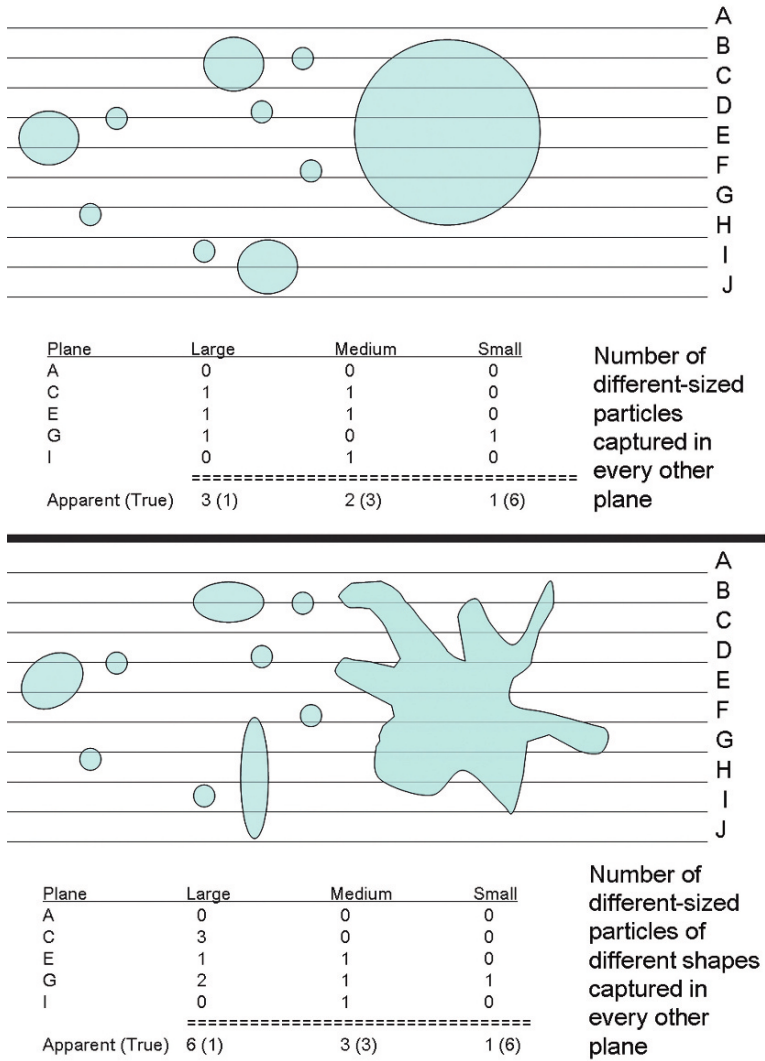 A
B
C
D
E
F
G
H
I
J
Plane Large Medium Small
A 0 0 0
C 1 1 0
E 1 1 0
G 1 0 1
I 0 1 0
===================================
Apparent (True) 3 (1) 2 (3) 1 (6)
Number of
different-sized
particles
captured in
every other
plane
A
B
C
D
E
F
G
H
I
J
Plane Large Medium Small
A 0 0 0
C 3 0 0
E 1 1 0
G 2 1 1
I 0 1 0
==============================
Apparent (True) 6 (1) 3 (3) 1 (6)
Number of
different-sized
particles of
different shapes
captured in
every other
plane